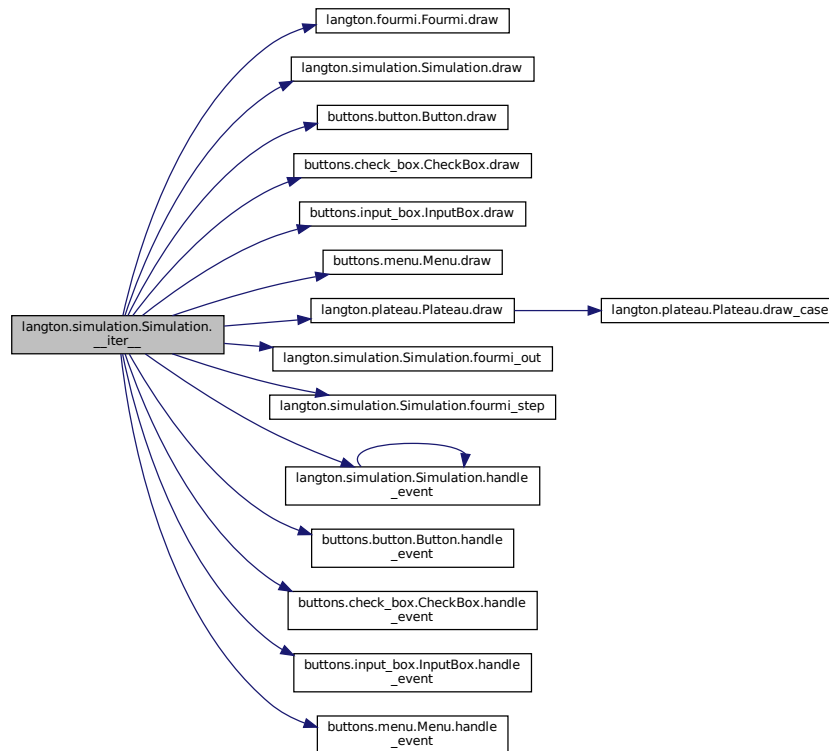 langton.fourmi.Fourmi.draw
langton.simulation.Simulation.draw
buttons.button.Button.draw
buttons.check_box.CheckBox.draw
buttons.input_box.InputBox.draw
buttons.menu.Menu.draw
langton.plateau.Plateau.draw
langton.plateau.Plateau.draw_case
langton.simulation.Simulation.
__iter__
langton.simulation.Simulation.fourmi_out
langton.simulation.Simulation.fourmi_step
langton.simulation.Simulation.handle
_event
buttons.button.Button.handle
_event
buttons.check_box.CheckBox.handle
_event
buttons.input_box.InputBox.handle
_event
buttons.menu.Menu.handle
_event